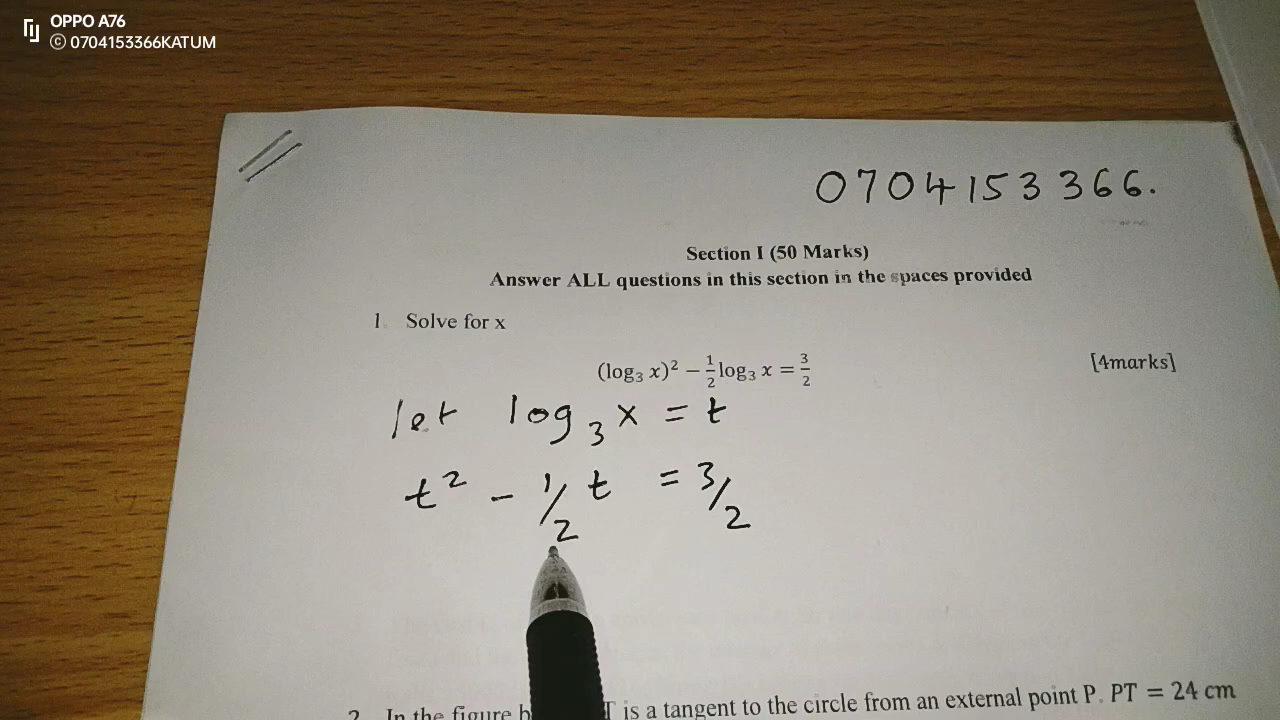 OPPO A76
© 0704153366KATUM
0704153366.
Section I (50 Marks)
Answer ALL questions in this section in the spaces provided
1. Solve for x
(log₃ x)² − 1/2 log₃ x = 3/2 [4marks]
let log₃ x = t
t² − 1/2 t = 3/2
2. In the figure is a tangent to the circle from an external point P. PT = 24 cm